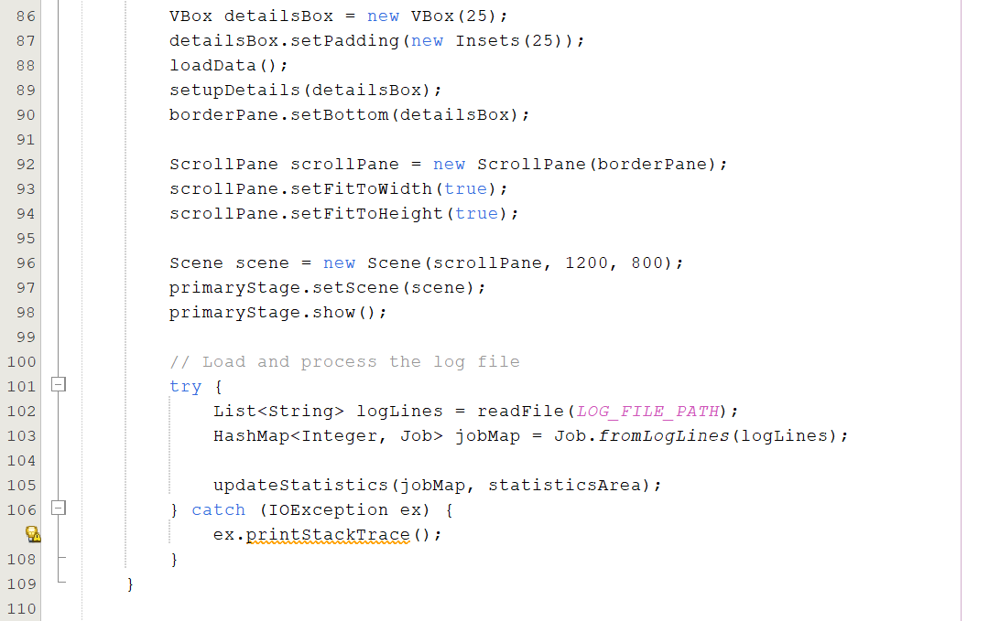 86 VBox detailsBox = new VBox(25);
87 detailsBox.setPadding(new Insets(25));
88 loadData();
89 setupDetails(detailsBox);
90 borderPane.setBottom(detailsBox);
91
92 ScrollPane scrollPane = new ScrollPane(borderPane);
93 scrollPane.setFitToWidth(true);
94 scrollPane.setFitToHeight(true);
95
96 Scene scene = new Scene(scrollPane, 1200, 800);
97 primaryStage.setScene(scene);
98 primaryStage.show();
99
100 // Load and process the log file
101 try {
102 List<String> logLines = readFile(LOG_FILE_PATH);
103 HashMap<Integer, Job> jobMap = Job.fromLogLines(logLines);
104
105 updateStatistics(jobMap, statisticsArea);
106 } catch (IOException ex) {
ex.printStackTrace();
108 }
109 }
110